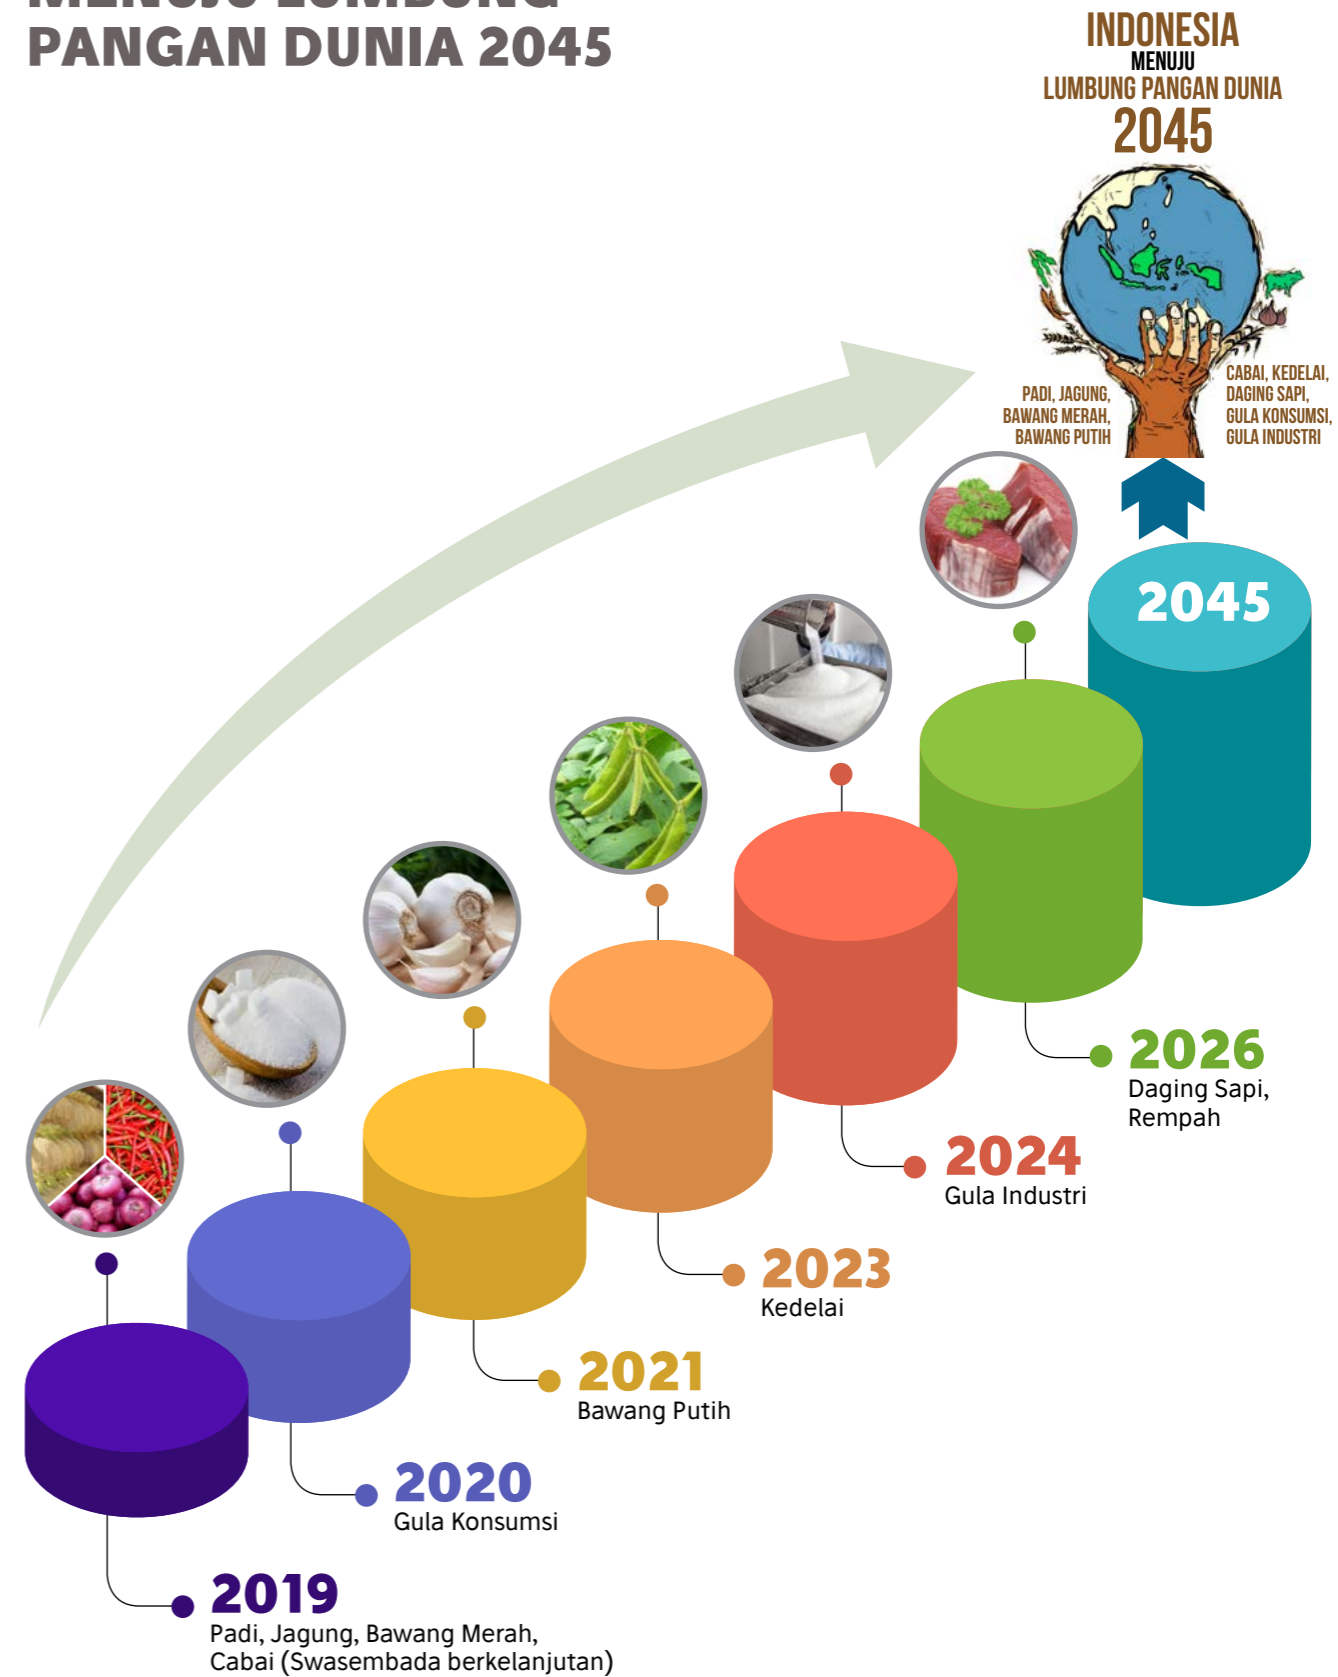 MENUJU LUMBUNG
PANGAN DUNIA 2045
INDONESIA
MENUJU
LUMBUNG PANGAN DUNIA
2045
PADI, JAGUNG,
BAWANG MERAH,
BAWANG PUTIH
CABAI, KEDELAI,
DAGING SAPI,
GULA KONSUMSI,
GULA INDUSTRI
2045
2026
Daging Sapi,
Rempah
2024
Gula Industri
2023
Kedelai
2021
Bawang Putih
2020
Gula Konsumsi
2019
Padi, Jagung, Bawang Merah,
Cabai (Swasembada berkelanjutan)